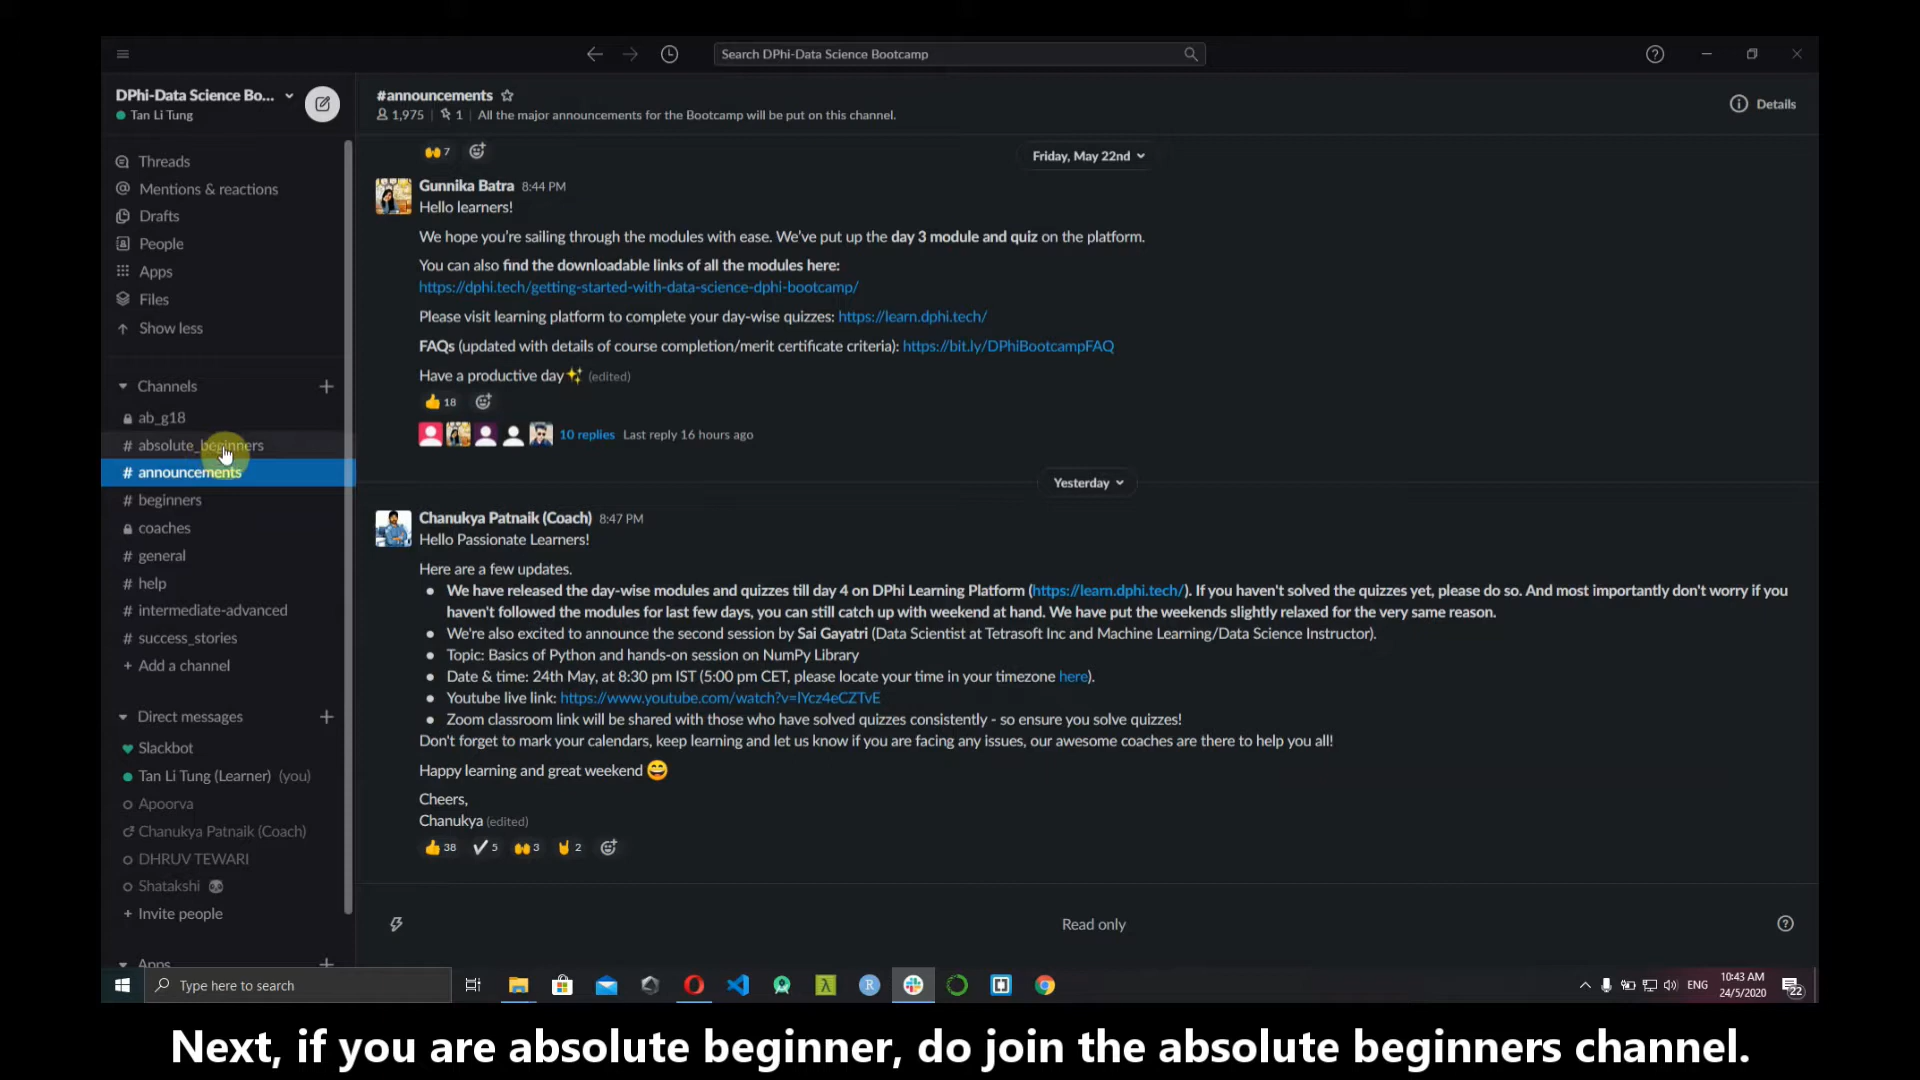 Search DPhi-Data Science Bootcamp
DPhi-Data Science Bo...
Tan Li Tung
Threads
Mentions & reactions
Drafts
People
Apps
Files
Show less
Channels
ab_g18
# absolute_beginners
# announcements
# beginners
coaches
# general
# help
# intermediate-advanced
# success_stories
+ Add a channel
Direct messages
Slackbot
Tan Li Tung (Learner) (you)
Apoorva
Chanukya Patnaik (Coach)
DHRUV TEWARI
Shatakshi
+ Invite people
Apps
#announcements
1,975 | 1 | All the major announcements for the Bootcamp will be put on this channel.
Details
7
Friday, May 22nd
Gunnika Batra 8:44 PM
Hello learners!
We hope you're sailing through the modules with ease. We've put up the day 3 module and quiz on the platform.
You can also find the downloadable links of all the modules here:
https://dphi.tech/getting-started-with-data-science-dphi-bootcamp/
Please visit learning platform to complete your day-wise quizzes: https://learn.dphi.tech/
FAQs (updated with details of course completion/merit certificate criteria): https://bit.ly/DPhiBootcampFAQ
Have a productive day✨ (edited)
18
10 replies Last reply 16 hours ago
Yesterday
Chanukya Patnaik (Coach) 8:47 PM
Hello Passionate Learners!
Here are a few updates.
• We have released the day-wise modules and quizzes till day 4 on DPhi Learning Platform (https://learn.dphi.tech/). If you haven't solved the quizzes yet, please do so. And most importantly don't worry if you
haven't followed the modules for last few days, you can still catch up with weekend at hand. We have put the weekends slightly relaxed for the very same reason.
• We're also excited to announce the second session by Sai Gayatri (Data Scientist at Tetrasoft Inc and Machine Learning/Data Science Instructor).
• Topic: Basics of Python and hands-on session on NumPy Library
• Date & time: 24th May, at 8:30 pm IST (5:00 pm CET, please locate your time in your timezone here).
• Youtube live link: https://www.youtube.com/watch?v=lYcz4eCZTvE
• Zoom classroom link will be shared with those who have solved quizzes consistently - so ensure you solve quizzes!
Don't forget to mark your calendars, keep learning and let us know if you are facing any issues, our awesome coaches are there to help you all!
Happy learning and great weekend 😄
Cheers,
Chanukya (edited)
38 5 3 2
Read only
Type here to search
ENG
10:43 AM
24/5/2020
22
Next, if you are absolute beginner, do join the absolute beginners channel.